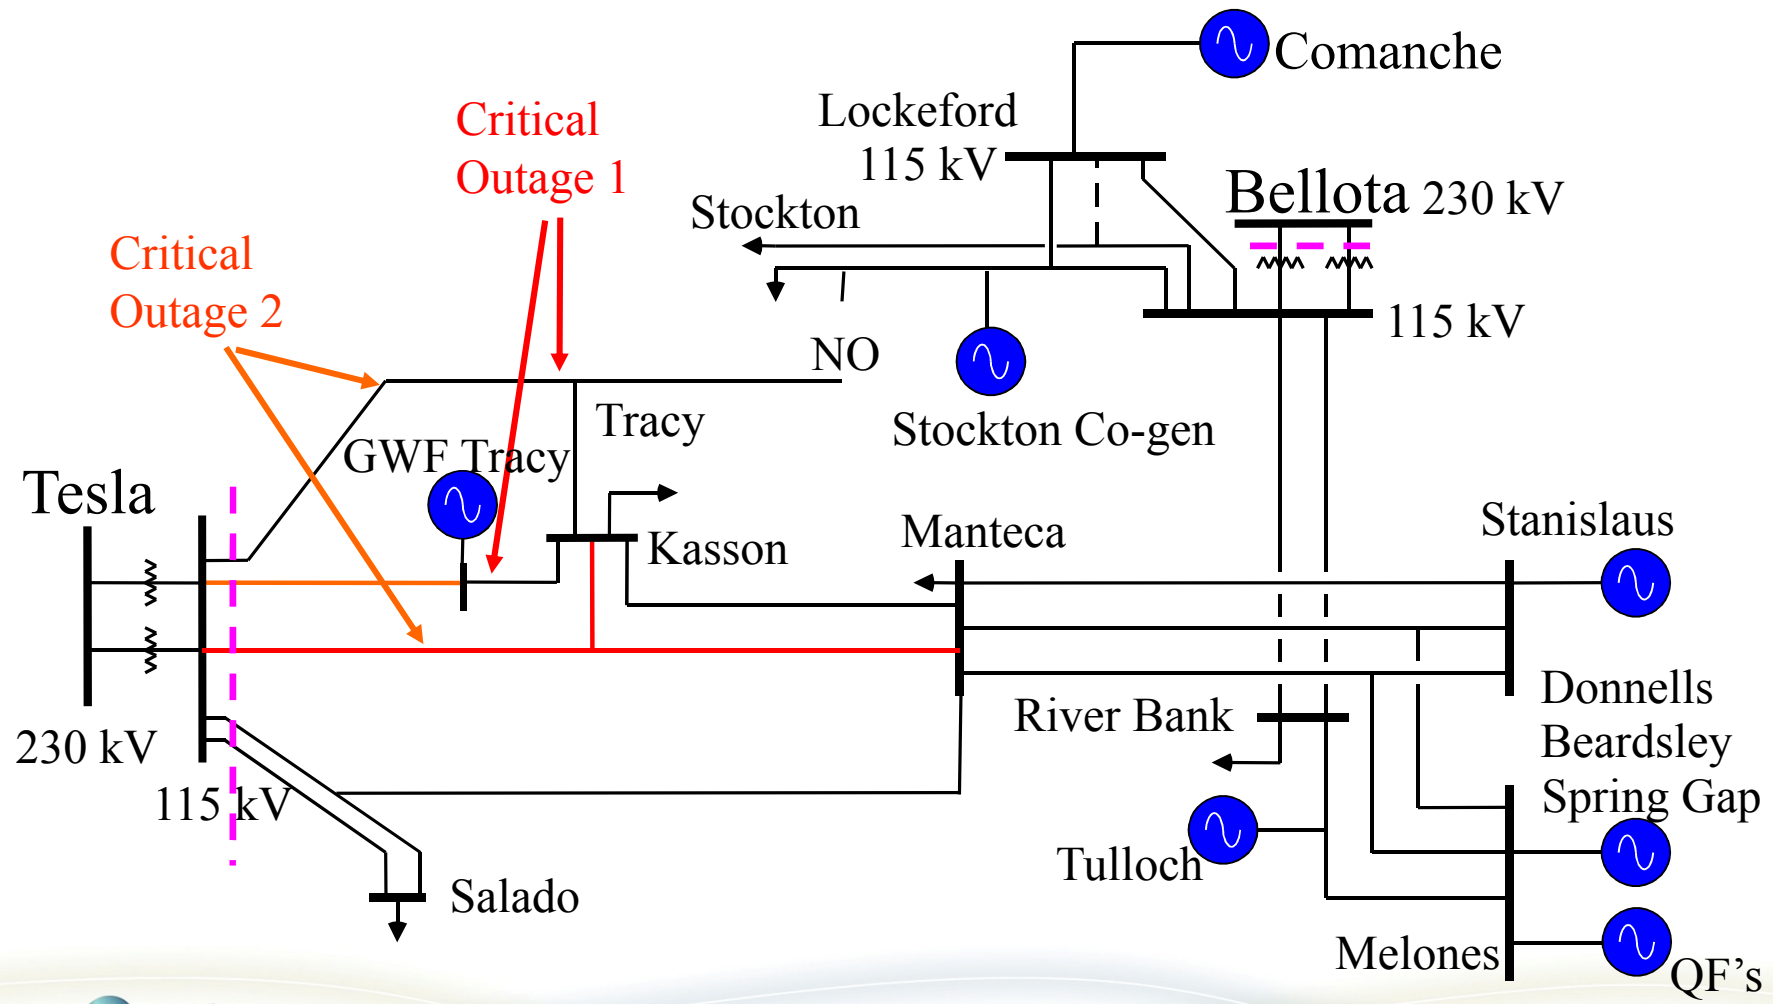 Comanche
Lockeford
115 kV
Critical
Outage 1
Bellota 230 kV
Stockton
Critical
Outage 2
115 kV
NO
Tracy
Stockton Co-gen
GWF Tracy
Tesla
Manteca
Stanislaus
Kasson
Donnells
Beardsley
Spring Gap
River Bank
230 kV
115 kV
Tulloch
Salado
Melones
QF's